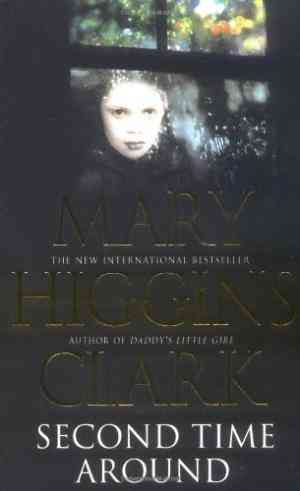 MARY
THE NEW INTERNATIONAL BESTSELLER
HIGGINS
AUTHOR OF DADDY'S LITTLE GIRL
CLARK
SECOND TIME
AROUND